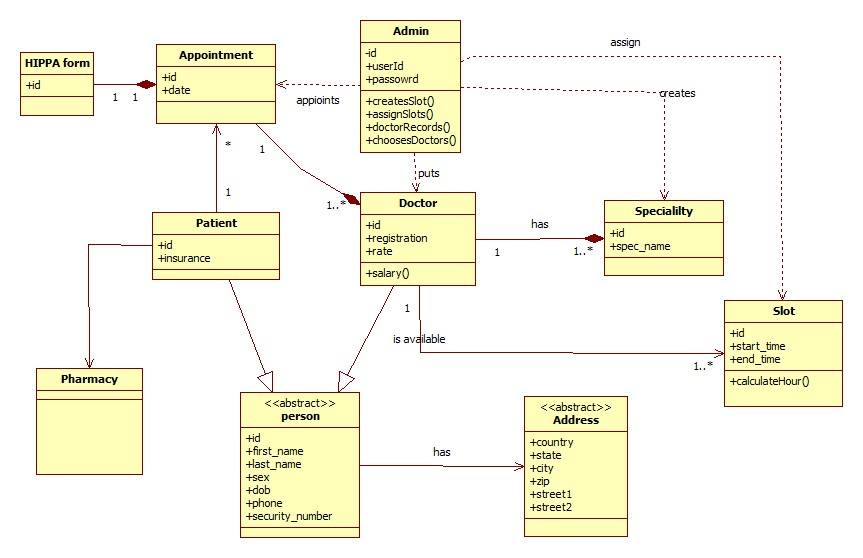 HIPPA form
+id
1
1
Appointment
+id
+date
Admin
-id
+userId
+passowrd
+createsSlot()
+assignSlots()
+doctorRecords()
+choosesDoctors()
assign
appioints
creates
puts
*
1
1
1..*
Patient
+id
+insurance
Doctor
+id
+registration
+rate
+salary()
has
1
1..*
Specialilty
+id
+spec_name
1
is available
1..*
Slot
+id
+start_time
+end_time
+calculateHour()
Pharmacy
<<abstract>>
person
+id
+first_name
+last_name
+sex
+dob
+phone
+security_number
has
<<abstract>>
Address
+country
+state
+city
+zip
+street1
+street2